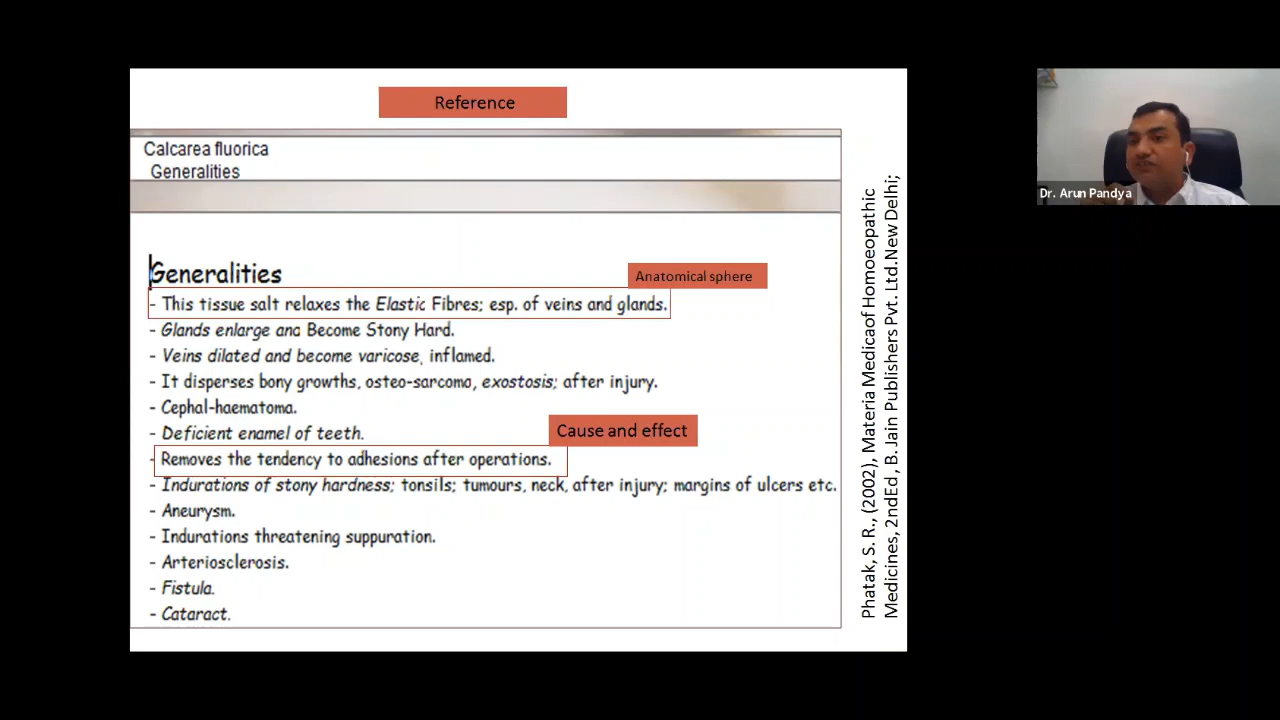 Reference
Calcarea fluorica
Generalities
Generalities
Anatomical sphere
- This tissue salt relaxes the Elastic Fibres; esp. of veins and glands.
- Glands enlarge and Become Stony Hard.
- Veins dilated and become varicose, inflamed.
- It disperses bony growths, osteo-sarcoma, exostosis; after injury.
- Cephal-haematoma.
- Deficient enamel of teeth.
Cause and effect
- Removes the tendency to adhesions after operations.
- Indurations of stony hardness; tonsils; tumours, neck, after injury; margins of ulcers etc.
- Aneurysm.
- Indurations threatening suppuration.
- Arteriosclerosis.
- Fistula.
- Cataract.
Phatak, S. R., (2002), Materia Medicaof Homoeopathic
Medicines, 2ndEd, B. Jain Publishers Pvt. Ltd.New Delhi;
Dr. Arun Pandya